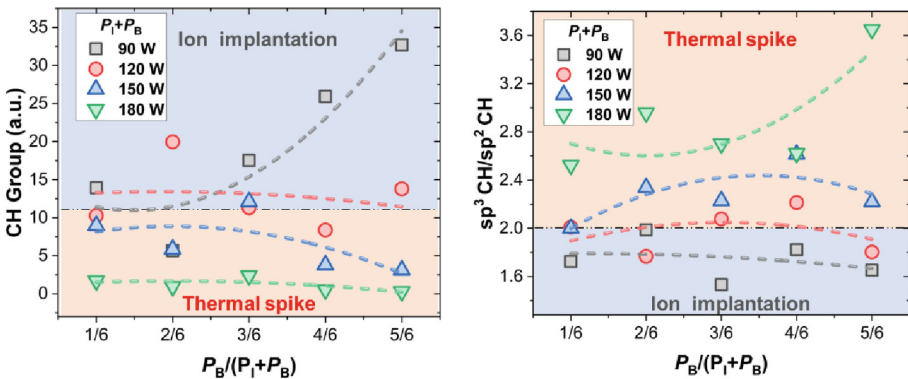 CH Group (a.u.)
35
30
25
20
15
10
5
0
P_I+P_B
90 W
120 W
150 W
180 W
Ion implantation
Thermal spike
1/6 2/6 3/6 4/6 5/6
P_B/(P_I+P_B)
sp³ CH/sp² CH
3.6
3.2
2.8
2.4
2.0
1.6
P_I+P_B
90 W
120 W
150 W
180 W
Thermal spike
Ion implantation
1/6 2/6 3/6 4/6 5/6
P_B/(P_I+P_B)